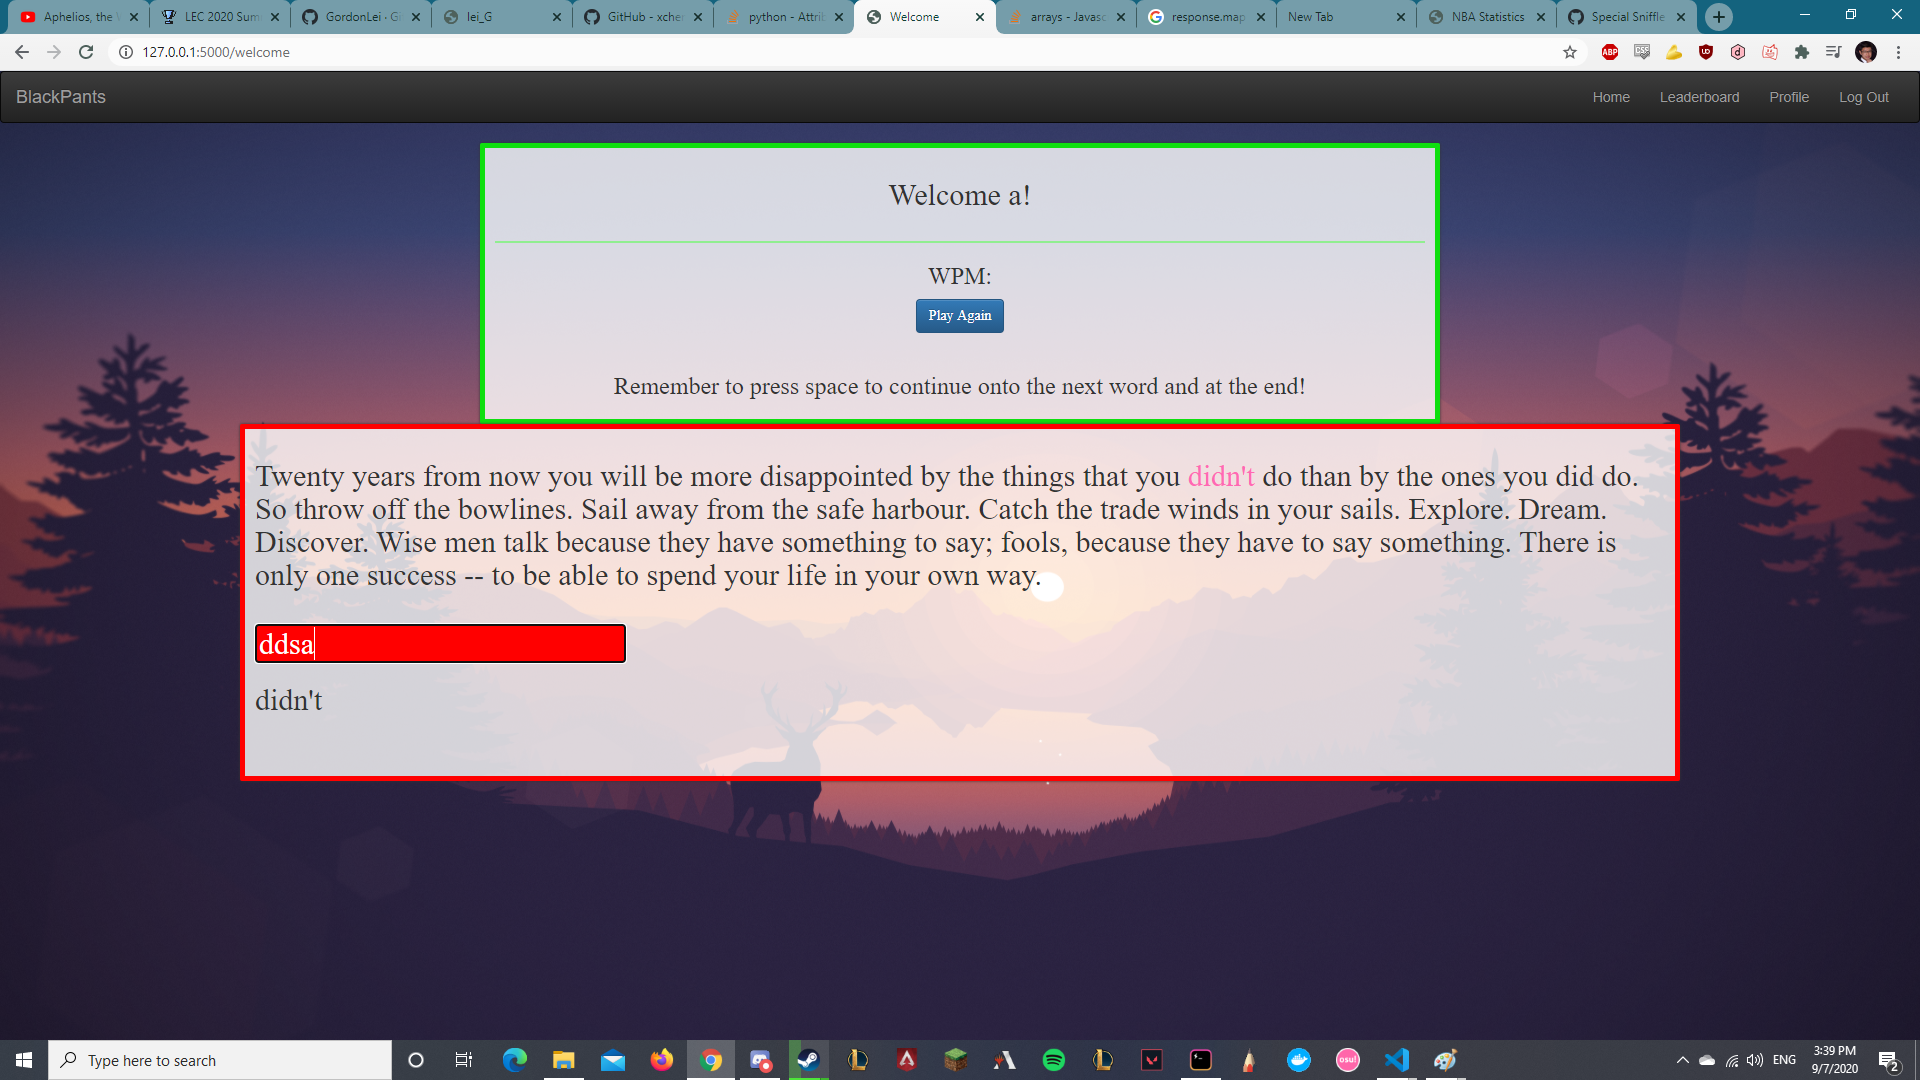 Aphelios, the
LEC 2020 Sum
GordonLei · G
lei_G
GitHub - xche
python - Attrib
Welcome
arrays - Javasc
response.map
New Tab
NBA Statistics
Special Sniffle
127.0.0.1:5000/welcome
ABP
BlackPants
Home
Leaderboard
Profile
Log Out
Welcome a!
WPM:
Play Again
Remember to press space to continue onto the next word and at the end!
Twenty years from now you will be more disappointed by the things that you didn't do than by the ones you did do.
So throw off the bowlines. Sail away from the safe harbour. Catch the trade winds in your sails. Explore. Dream.
Discover. Wise men talk because they have something to say; fools, because they have to say something. There is
only one success -- to be able to spend your life in your own way.
ddsa
didn't
Type here to search
osu!
ENG
3:39 PM
9/7/2020
2